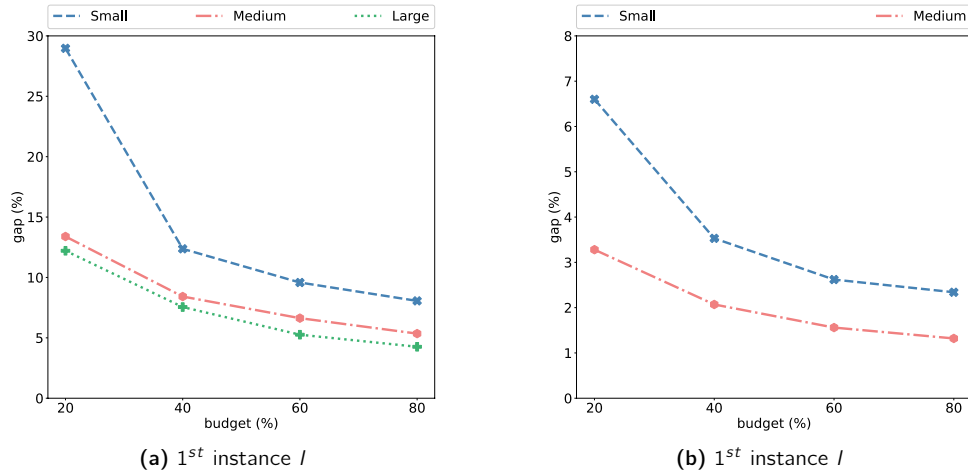 Small Medium Large
30
25
20
15
10
5
0
gap (%)
20 40 60 80
budget (%)
(a) 1st instance I
Small Medium
8
7
6
5
4
3
2
1
0
gap (%)
20 40 60 80
budget (%)
(b) 1st instance I